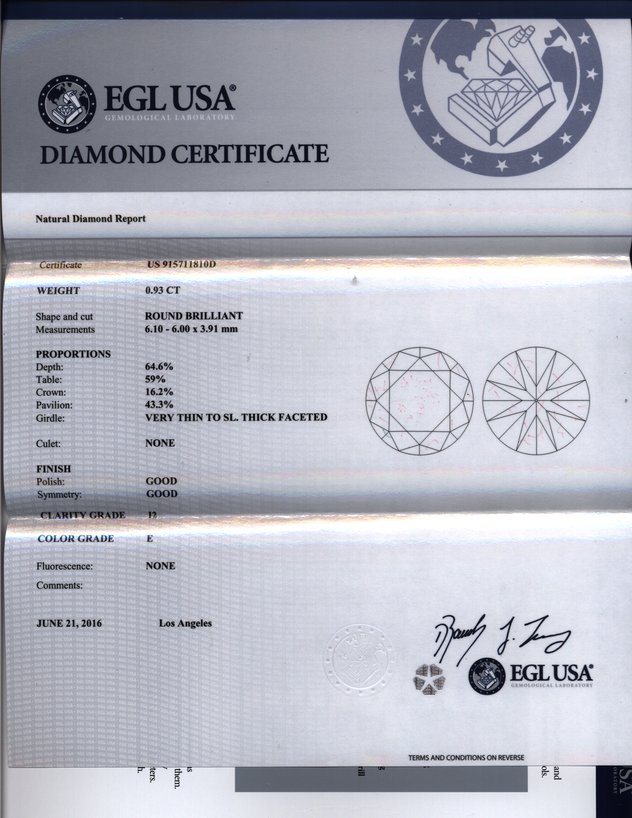 EGL USA®
GEMOLOGICAL LABORATORY
DIAMOND CERTIFICATE
Natural Diamond Report
Certificate US 915711810D
WEIGHT 0.93 CT
Shape and cut ROUND BRILLIANT
Measurements 6.10 - 6.00 x 3.91 mm
PROPORTIONS
Depth: 64.6%
Table: 59%
Crown: 16.2%
Pavilion: 43.3%
Girdle: VERY THIN TO SL. THICK FACETED
Culet: NONE
FINISH
Polish: GOOD
Symmetry: GOOD
CLARITY GRADE I2
COLOR GRADE E
Fluorescence: NONE
Comments:
JUNE 21, 2016 Los Angeles
EGL USA®
GEMOLOGICAL LABORATORY
TERMS AND CONDITIONS ON REVERSE
them.
and